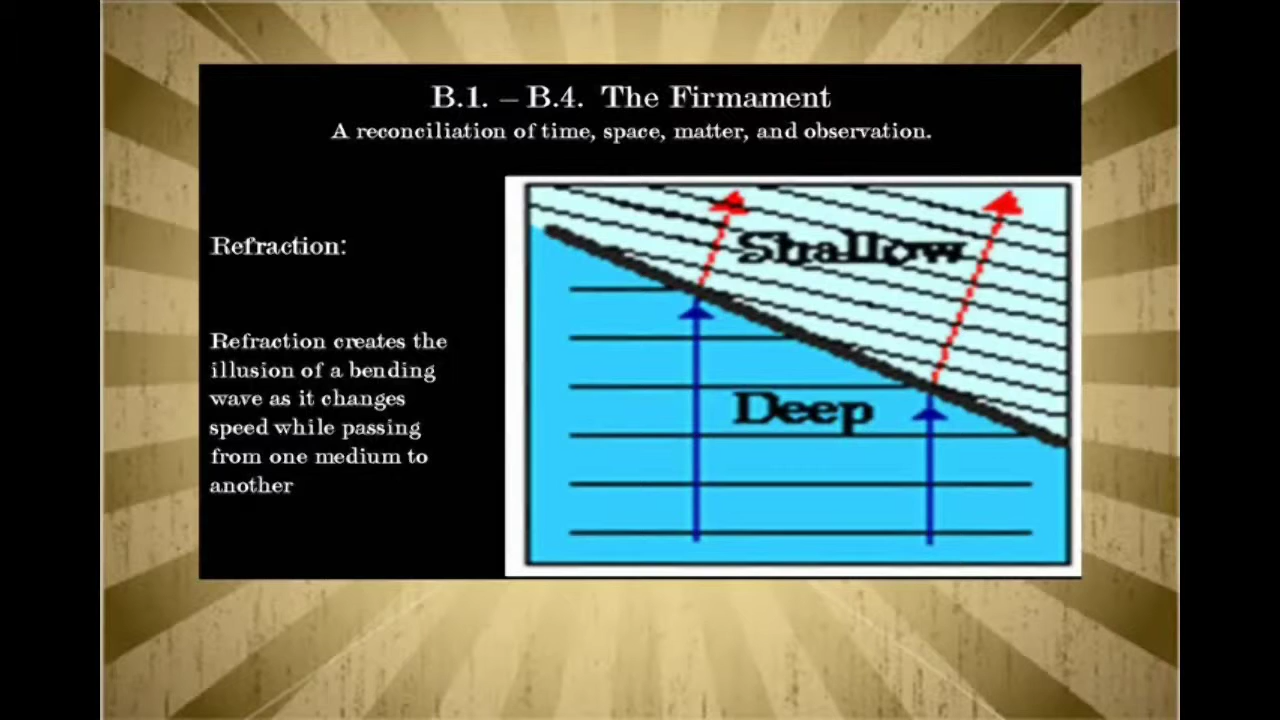 B.1. – B.4. The Firmament
A reconciliation of time, space, matter, and observation.
Refraction:
Refraction creates the
illusion of a bending
wave as it changes
speed while passing
from one medium to
another
Shallow
Deep